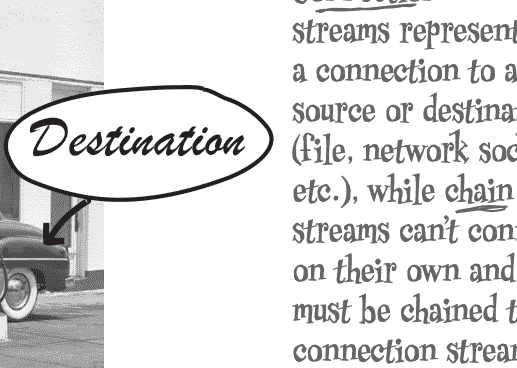 Destination
streams represent
a connection to a
source or destina
(file, network soc
etc.), while chain
streams can't con
on their own and
must be chained t
connection strea